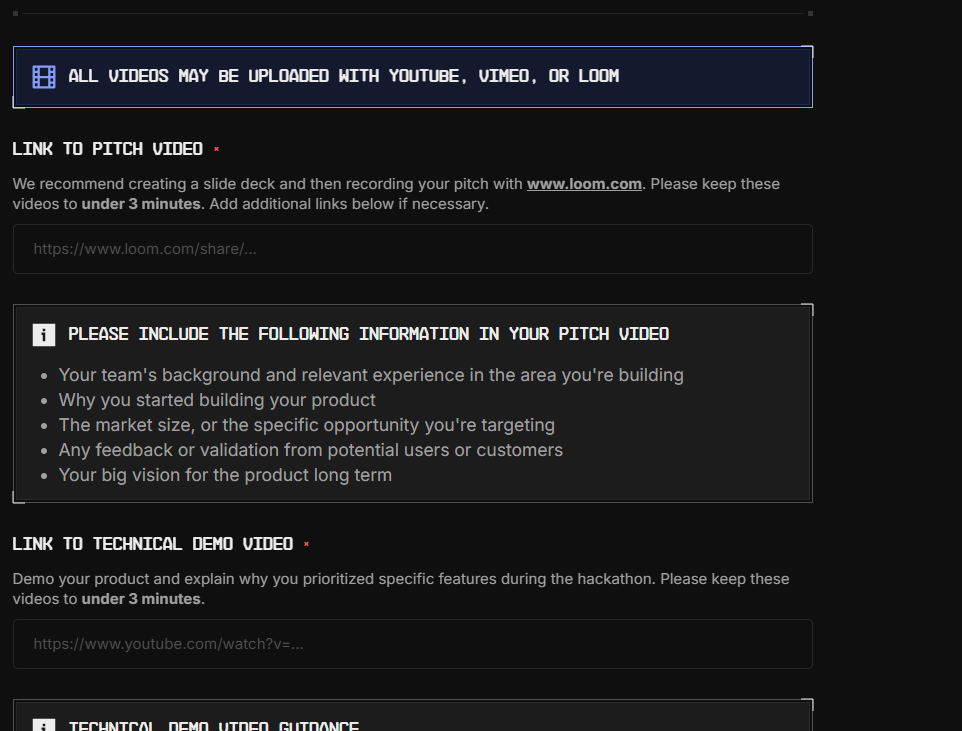 ALL VIDEOS MAY BE UPLOADED WITH YOUTUBE, VIMEO, OR LOOM
LINK TO PITCH VIDEO *
We recommend creating a slide deck and then recording your pitch with www.loom.com. Please keep these
videos to under 3 minutes. Add additional links below if necessary.
https://www.loom.com/share/...
i PLEASE INCLUDE THE FOLLOWING INFORMATION IN YOUR PITCH VIDEO
• Your team's background and relevant experience in the area you're building
• Why you started building your product
• The market size, or the specific opportunity you're targeting
• Any feedback or validation from potential users or customers
• Your big vision for the product long term
LINK TO TECHNICAL DEMO VIDEO *
Demo your product and explain why you prioritized specific features during the hackathon. Please keep these
videos to under 3 minutes.
https://www.youtube.com/watch?v=...
i TECHNICAL DEMO VIDEO GUIDANCE